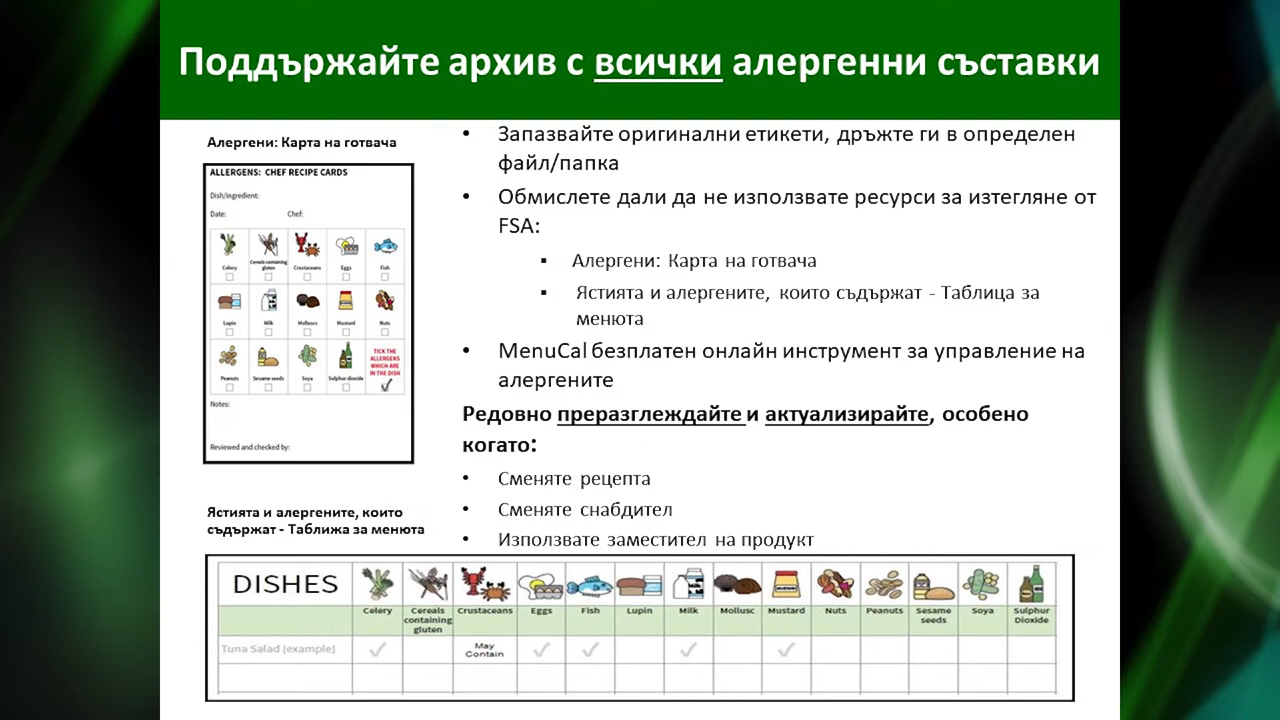 Поддържайте архив с всички алергенни съставки
Алергени: Карта на готвача
ALLERGENS: CHEF RECIPE CARDS
Dish/ingredient:
Date: Chef:
Celery Cereals containing gluten Crustaceans Eggs Fish
Lupin Milk Molluscs Mustard Nuts
Peanuts Sesame seeds Soya Sulphur dioxide
TICK THE
ALLERGENS
WHICH ARE
IN THE DISH
Notes:
Reviewed and checked by:
• Запазвайте оригинални етикети, дръжте ги в определен
файл/папка
• Обмислете дали да не използвате ресурси за изтегляне от
FSA:
▪ Алергени: Карта на готвача
▪ Ястията и алергените, които съдържат - Таблица за
менюта
• MenuCal безплатен онлайн инструмент за управление на
алергените
Редовно преразглеждайте и актуализирайте, особено
когато:
• Сменяте рецепта
• Сменяте снабдител
• Използвате заместител на продукт
Ястията и алергените, които
съдържат - Таближа за менюта
DISHES
Celery Cereals containing gluten Crustaceans Eggs Fish Lupin Milk Mollusc Mustard Nuts Peanuts Sesame seeds Soya Sulphur Dioxide
Tuna Salad [example] May Contain